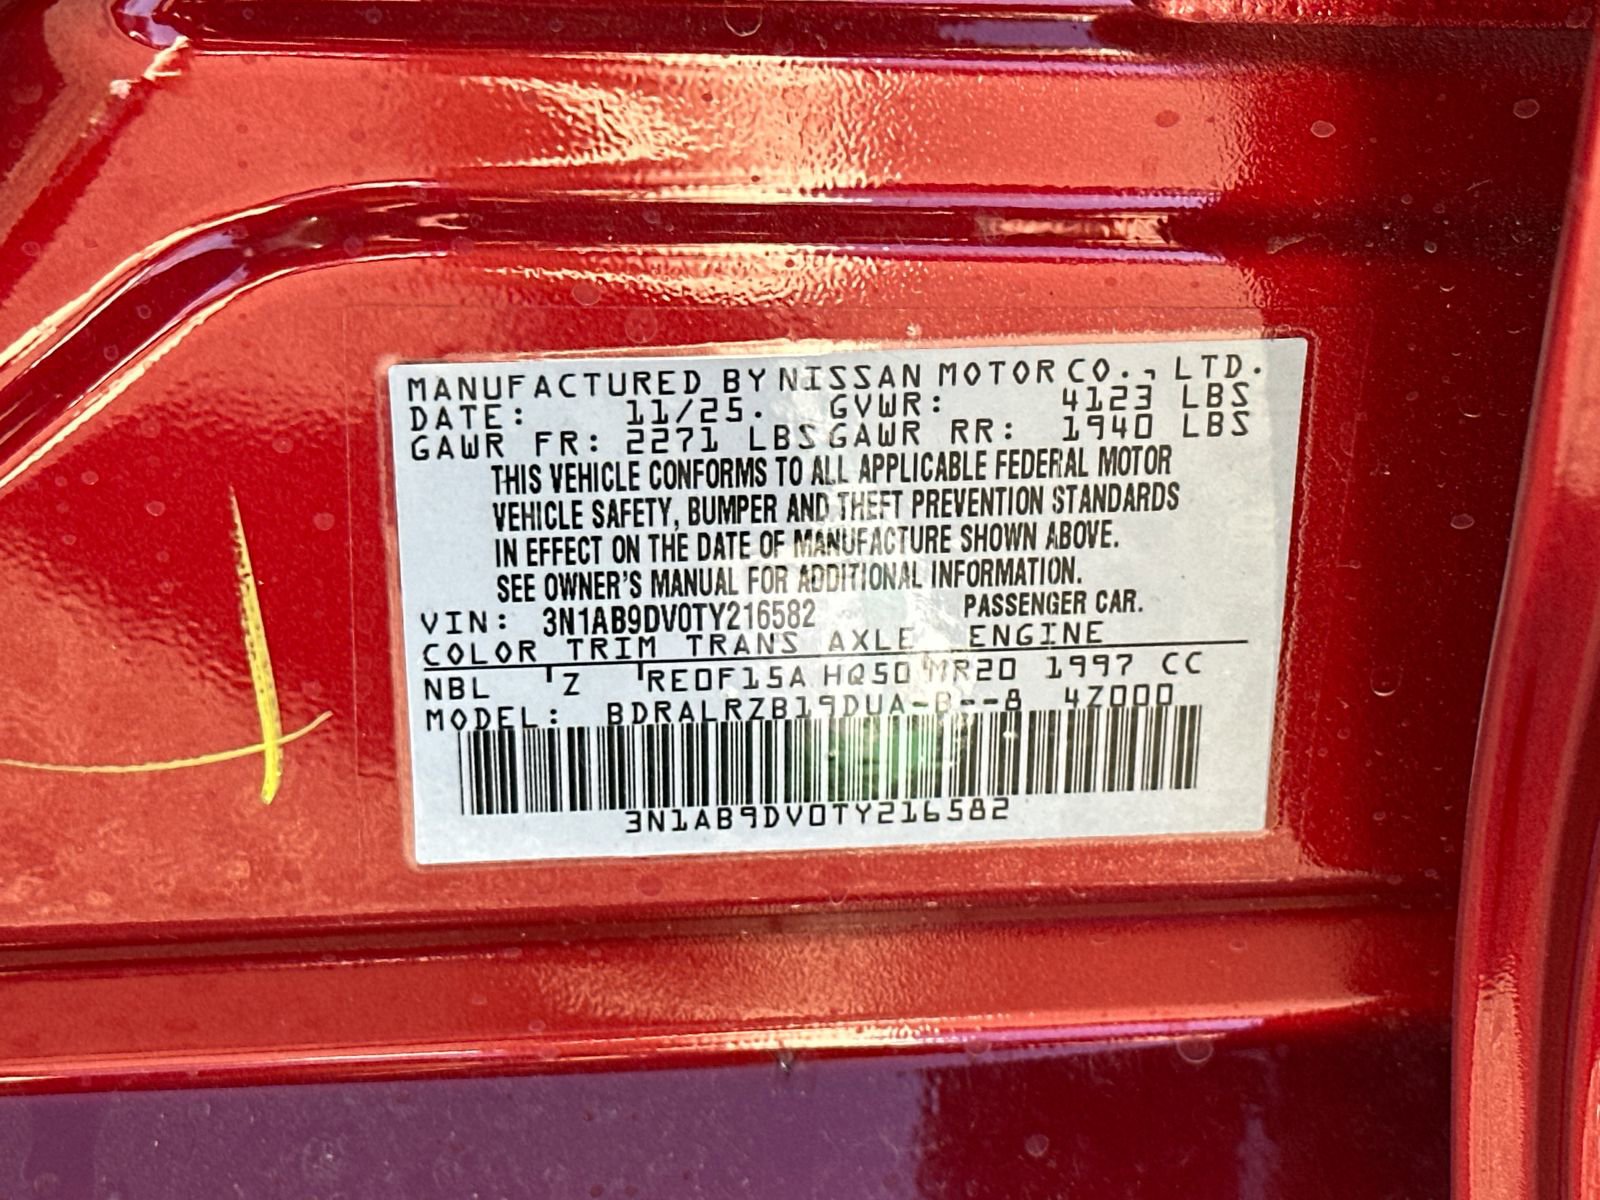 MANUFACTURED BY NISSAN MOTOR CO., LTD.
DATE: 11/25. GVWR: 4123 LBS
GAWR FR: 2271 LBS GAWR RR: 1940 LBS
THIS VEHICLE CONFORMS TO ALL APPLICABLE FEDERAL MOTOR
VEHICLE SAFETY, BUMPER AND THEFT PREVENTION STANDARDS
IN EFFECT ON THE DATE OF MANUFACTURE SHOWN ABOVE.
SEE OWNER'S MANUAL FOR ADDITIONAL INFORMATION.
VIN: 3N1AB9DV0TY216582 PASSENGER CAR.
COLOR TRIM TRANS AXLE ENGINE
NBL Z RE0F15A HQ50 MR20 1997 CC
MODEL: BDRALRZB19DUA-B--8 4Z000
3N1AB9DV0TY216582